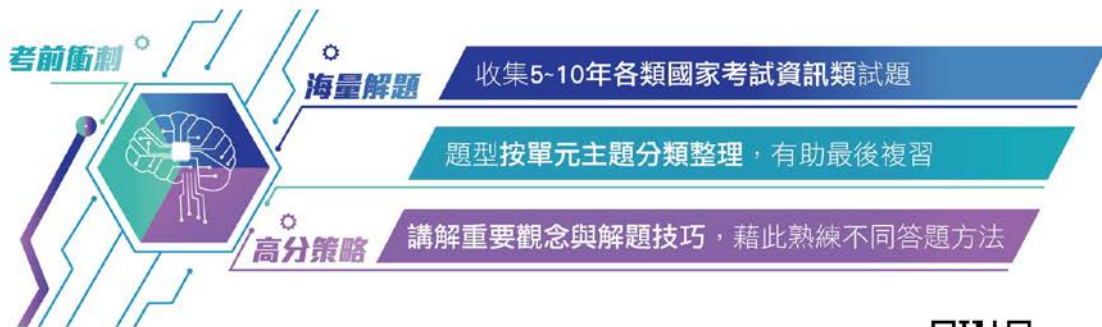 考前衝刺
海量解題
收集5~10年各類國家考試資訊類試題
題型按單元主題分類整理，有助最後複習
高分策略
講解重要觀念與解題技巧，藉此熟練不同答題方法